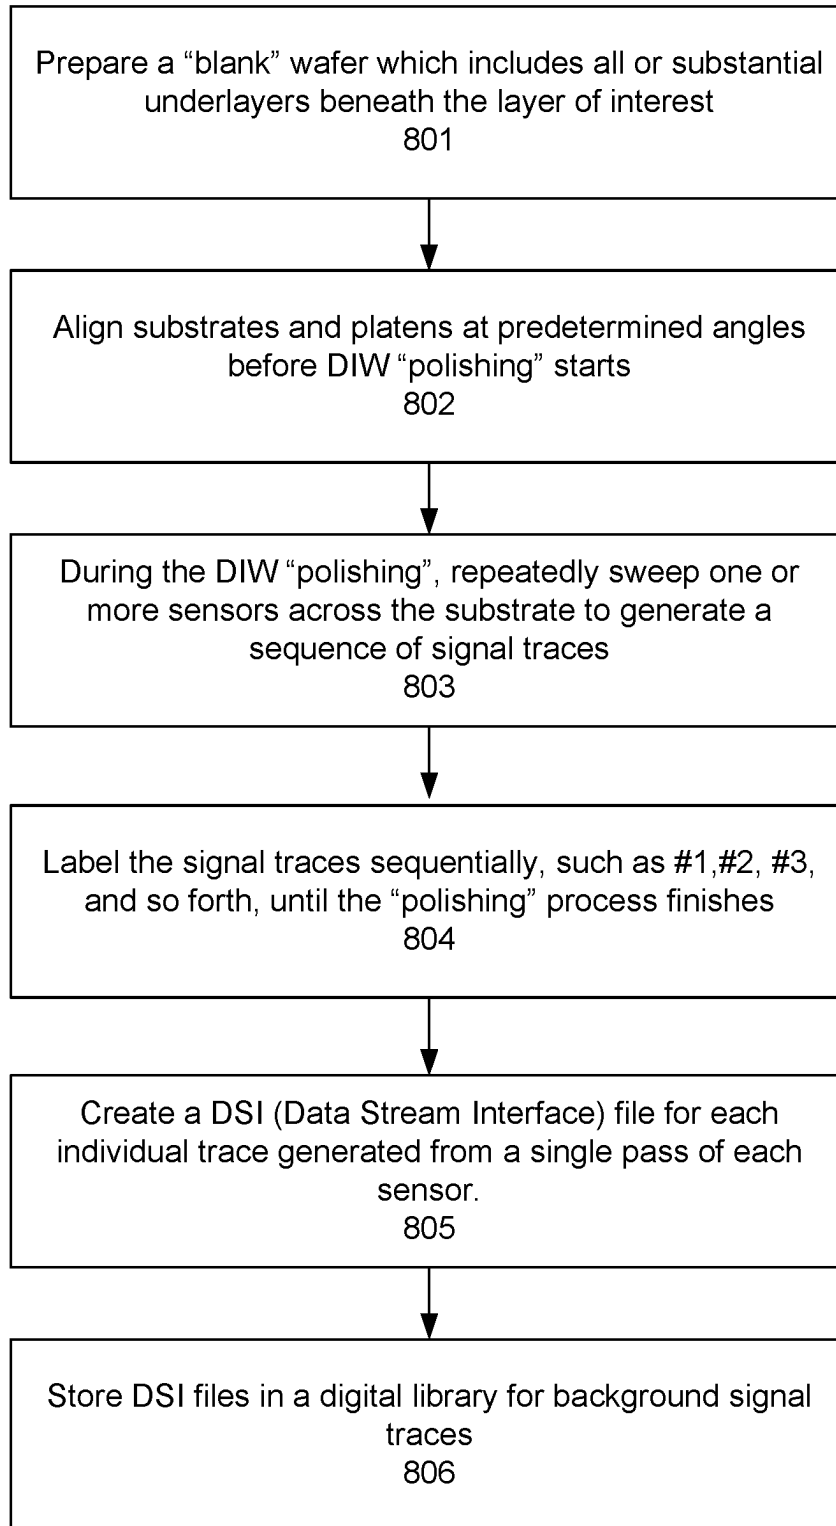 Prepare a “blank” wafer which includes all or substantial
underlayers beneath the layer of interest
801
Align substrates and platens at predetermined angles
before DIW “polishing” starts
802
During the DIW “polishing”, repeatedly sweep one or
more sensors across the substrate to generate a
sequence of signal traces
803
Label the signal traces sequentially, such as #1,#2, #3,
and so forth, until the “polishing” process finishes
804
Create a DSI (Data Stream Interface) file for each
individual trace generated from a single pass of each
sensor.
805
Store DSI files in a digital library for background signal
traces
806